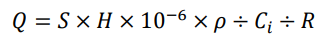 Q = S × H × 10⁻⁶ × ρ ÷ Cᵢ ÷ R